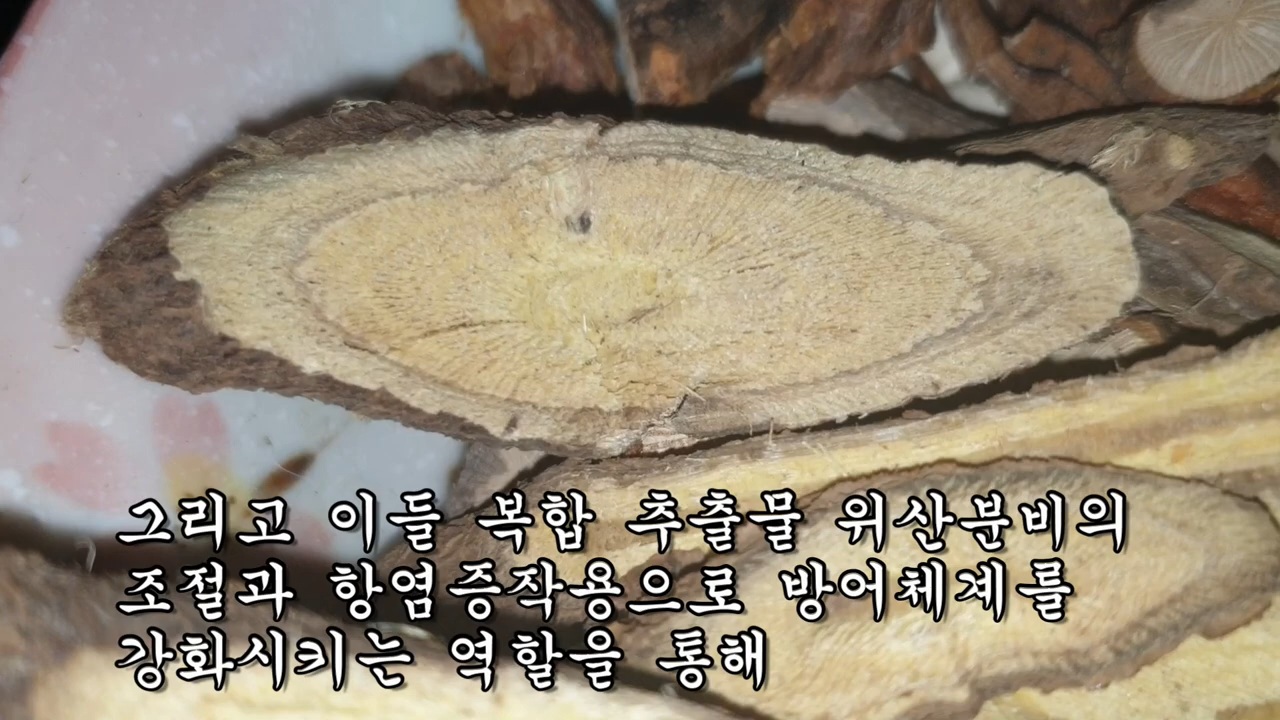 그리고 이들 복합 추출물 위산분비의
조절과 항염증작용으로 방어체계를
강화시키는 역할을 통해